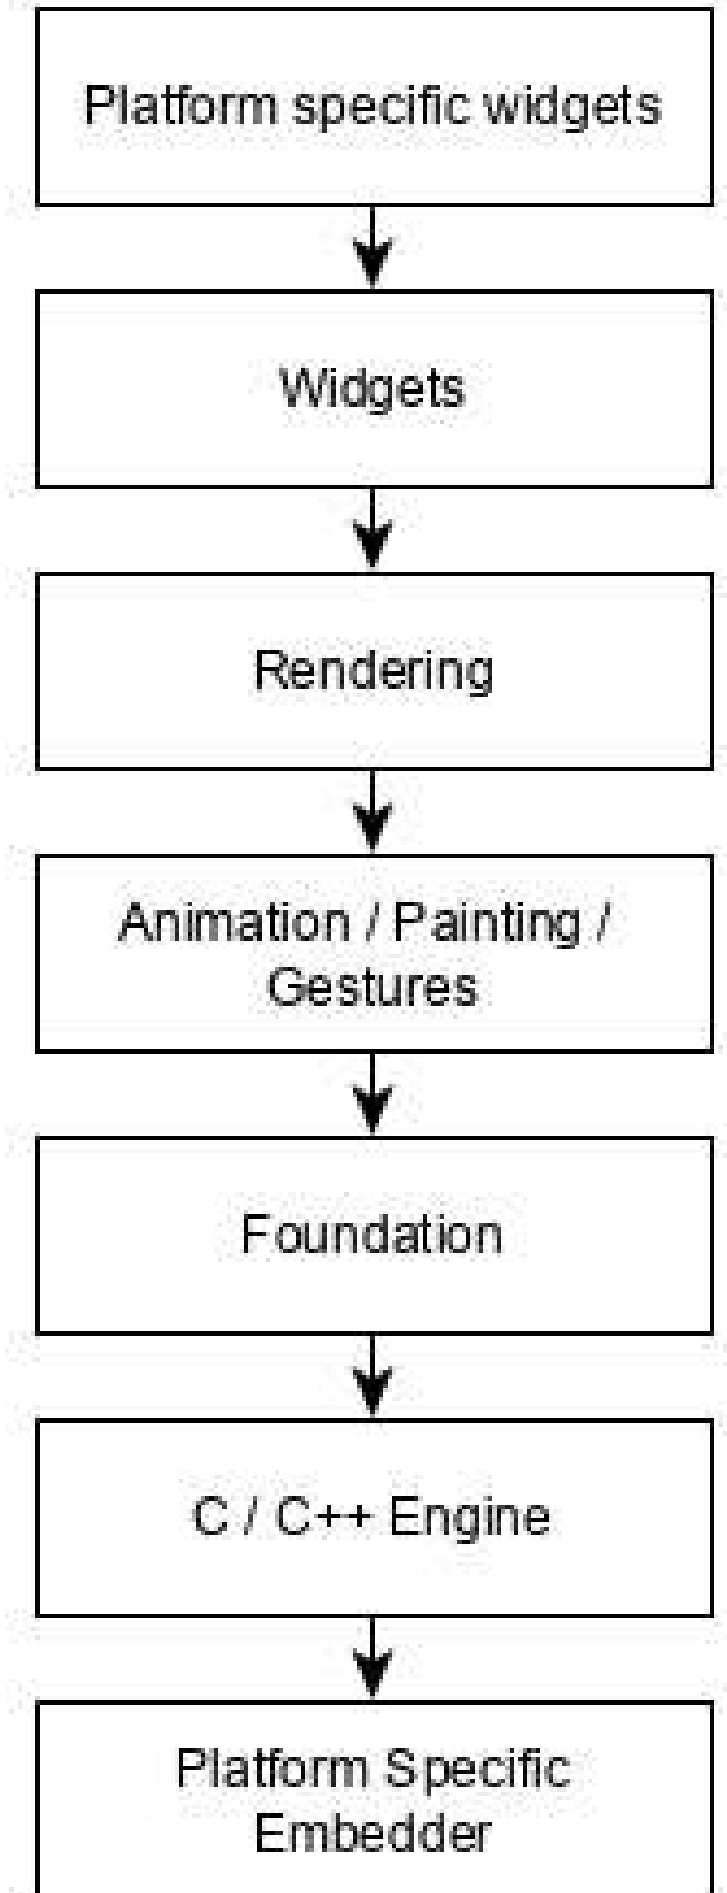 Platform specific widgets
Widgets
Rendering
Animation / Painting /
Gestures
Foundation
C / C++ Engine
Platform Specific
Embedder